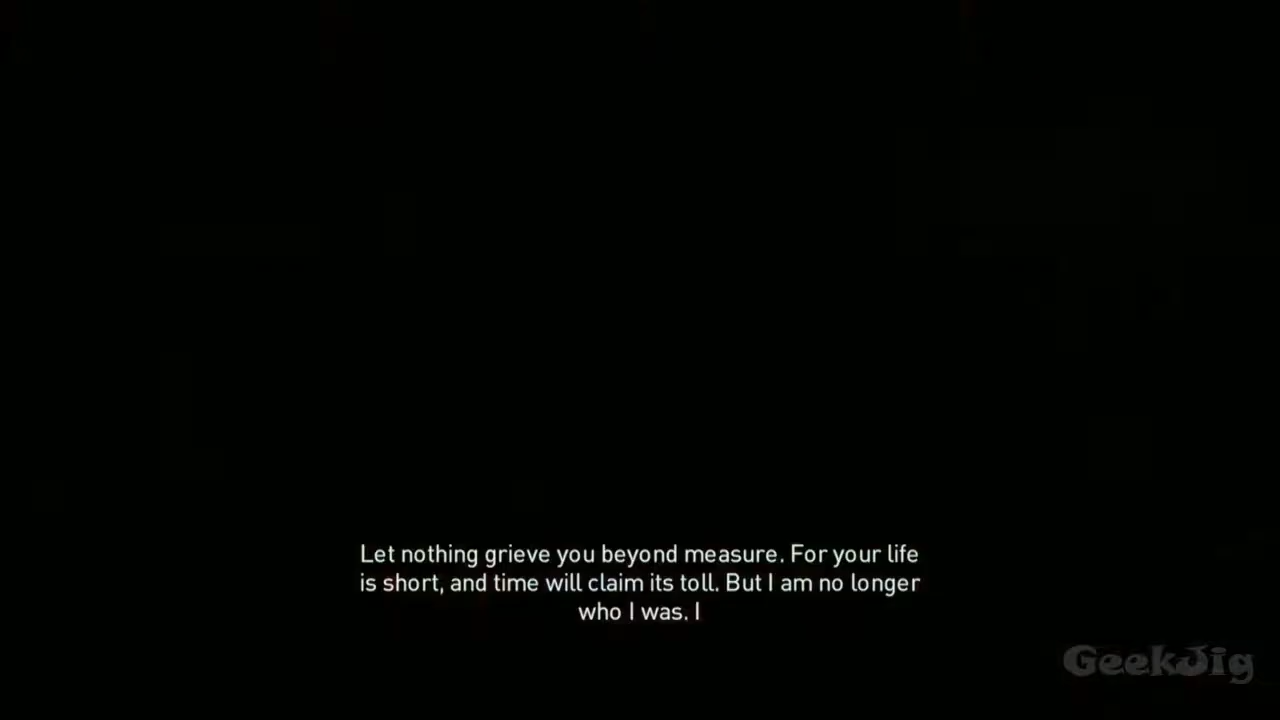 Let nothing grieve you beyond measure. For your life
is short, and time will claim its toll. But I am no longer
who I was. I
GeekJig